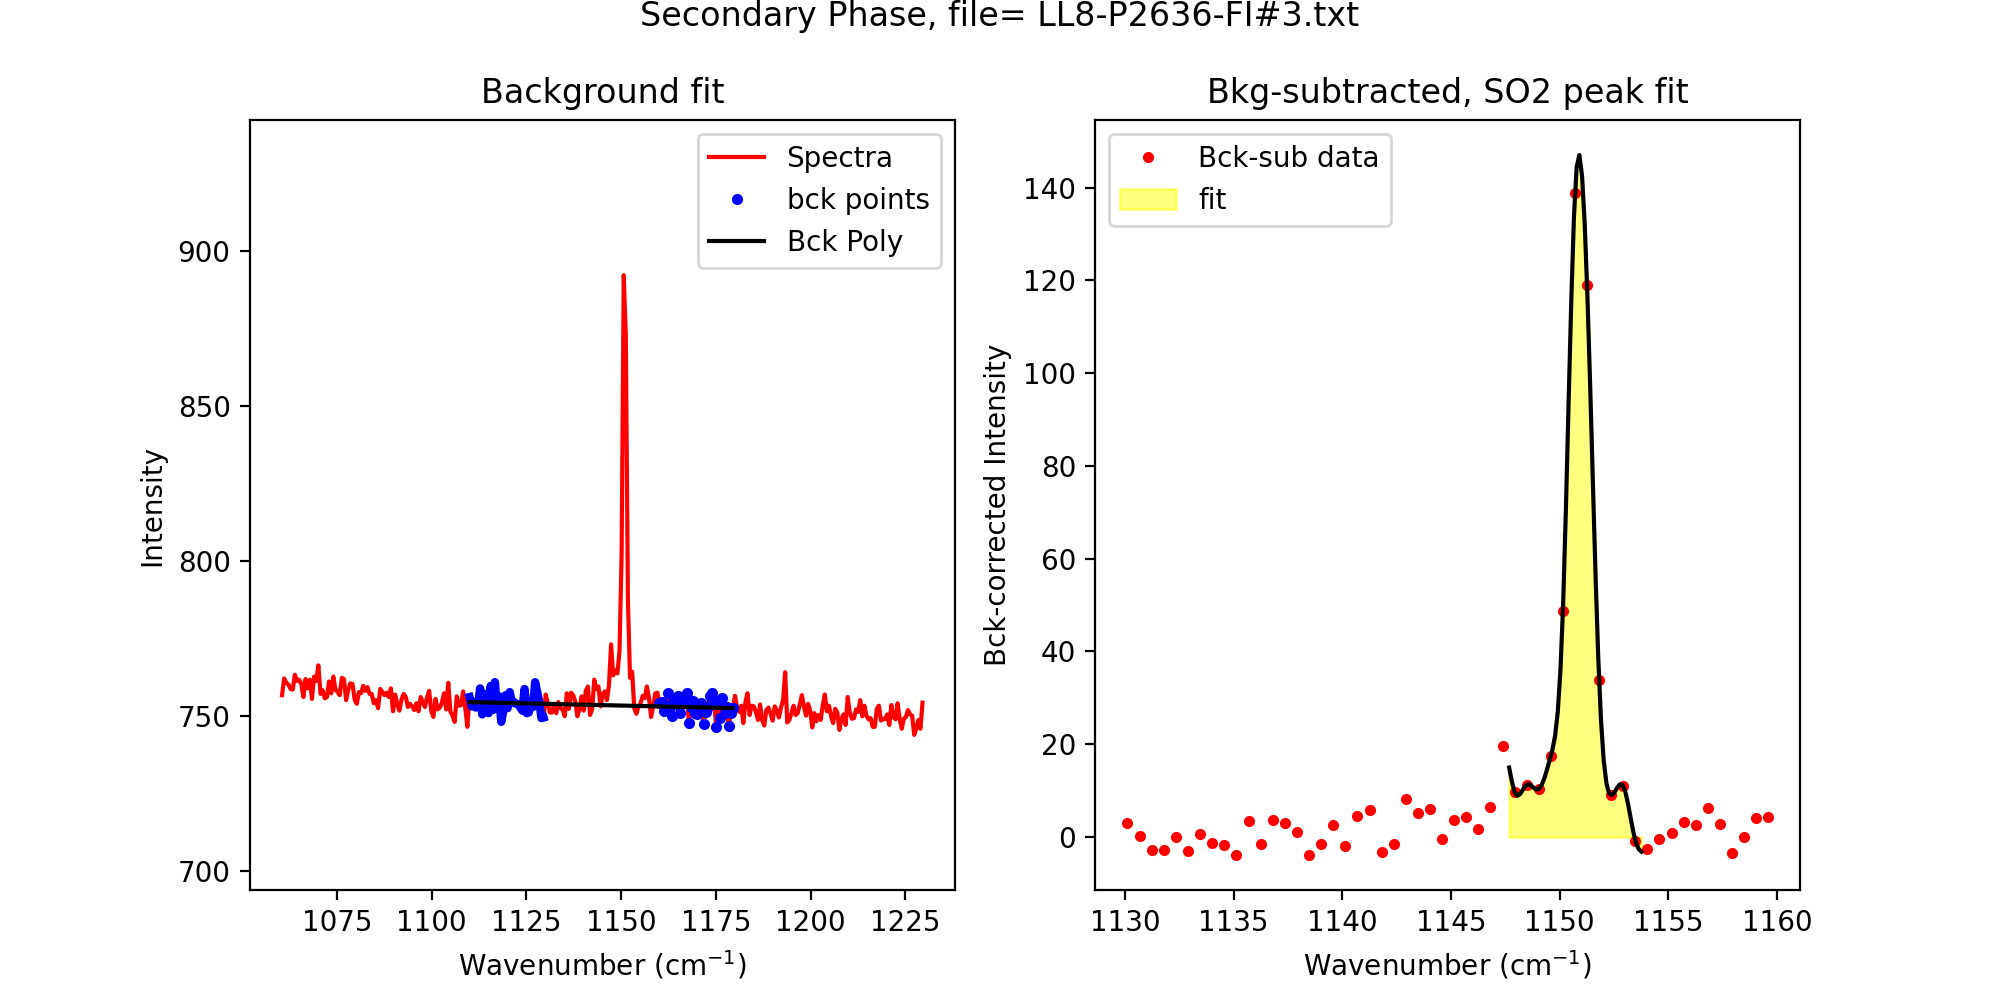 Secondary Phase, file= LL8-P2636-FI#3.txt
Background fit
Spectra
bck points
Bck Poly
Intensity
900
850
800
750
700
1075 1100 1125 1150 1175 1200 1225
Wavenumber (cm⁻¹)
Bkg-subtracted, SO2 peak fit
Bck-sub data
fit
Bck-corrected Intensity
140
120
100
80
60
40
20
0
1130 1135 1140 1145 1150 1155 1160
Wavenumber (cm⁻¹)